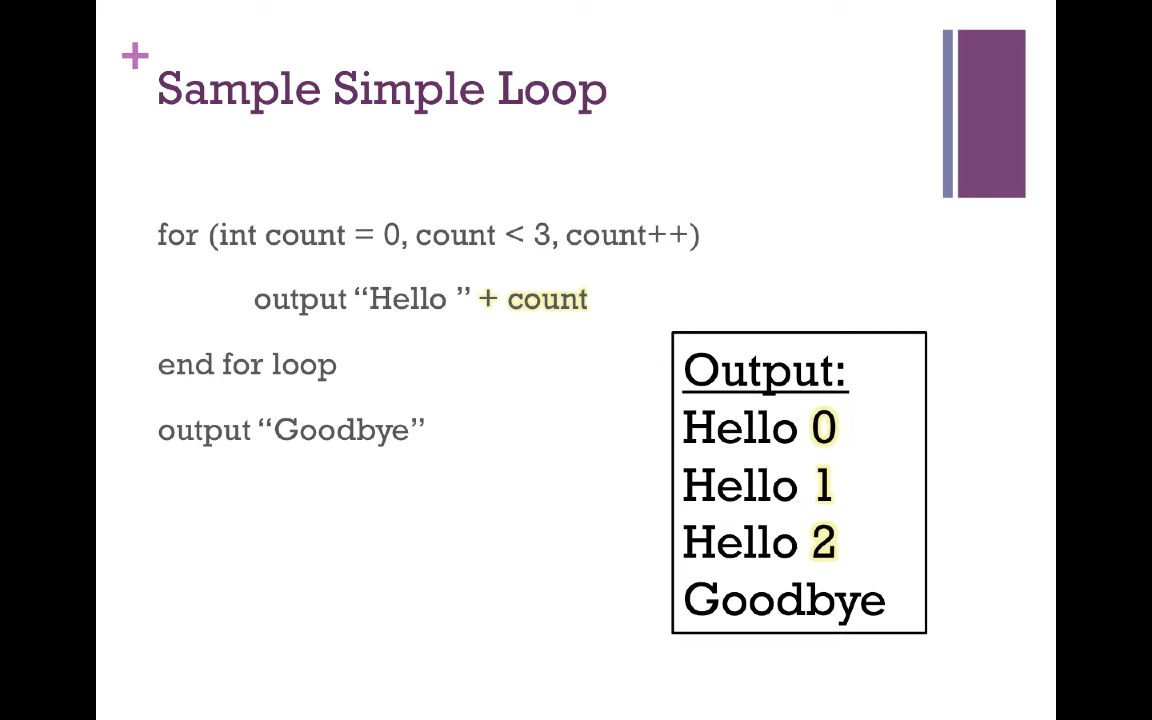 +
Sample Simple Loop
for (int count = 0, count < 3, count++)
output “Hello ” + count
end for loop
output “Goodbye”
Output:
Hello 0
Hello 1
Hello 2
Goodbye